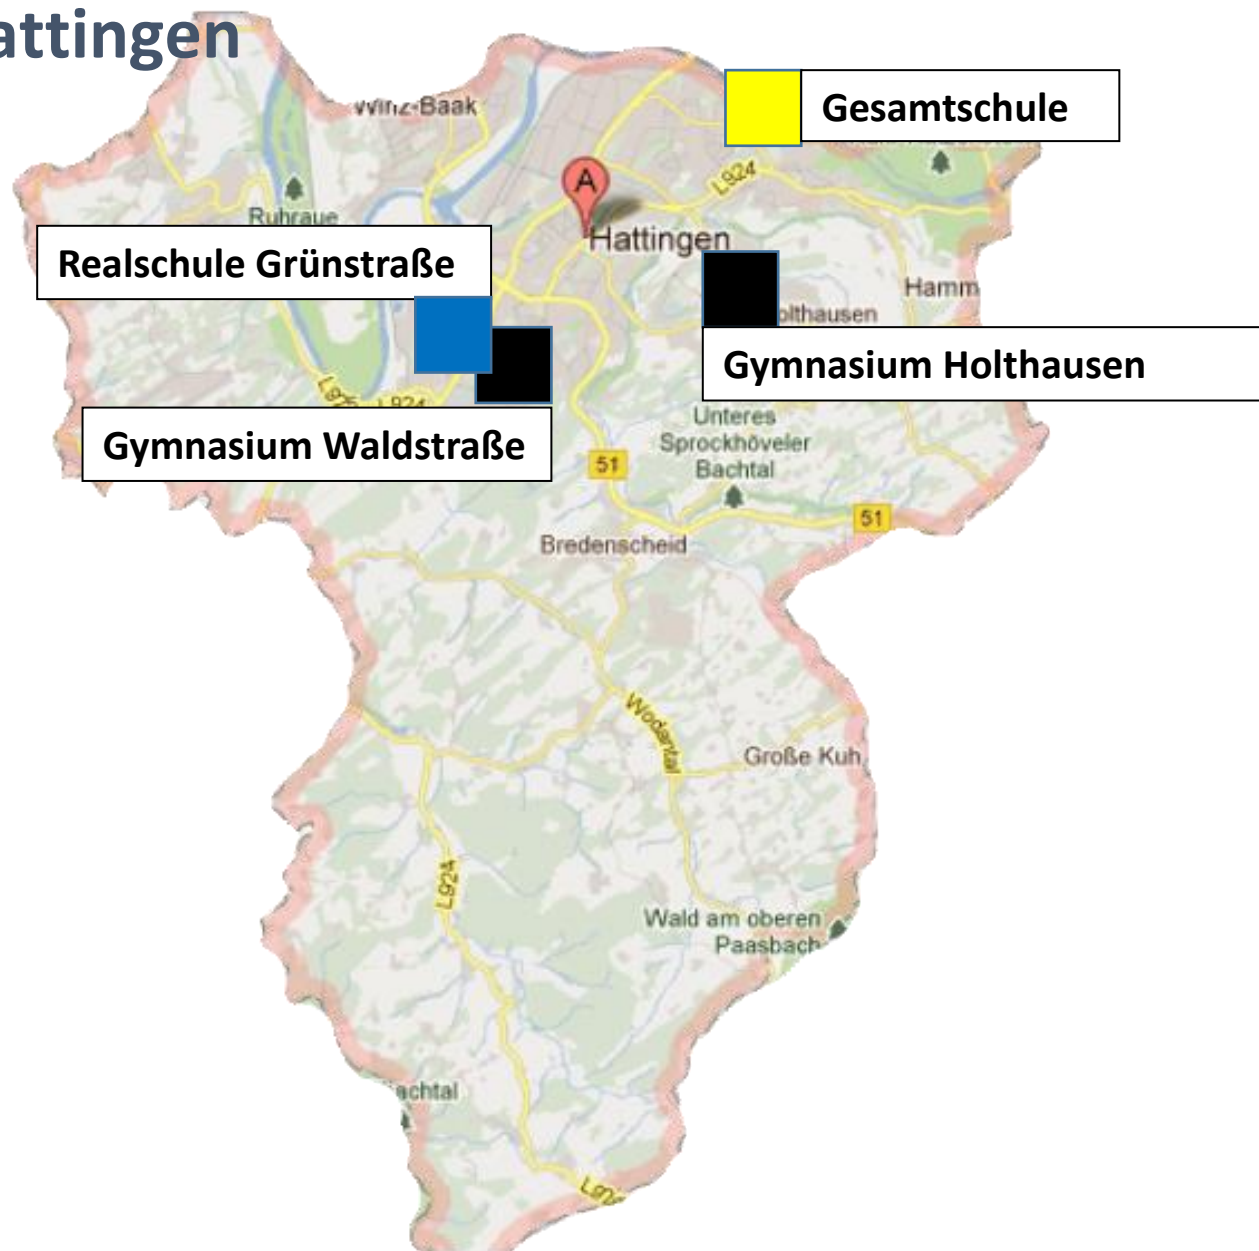 attingen
Winz-Baak
Gesamtschule
A
L924
Ruhraue
Hattingen
Realschule Grünstraße
Hamm
olthausen
Gymnasium Holthausen
L924
Unteres
Sprockhöveler
Bachtal
Gymnasium Waldstraße
51
51
Bredenscheid
Wodantal
Große Kuh
L924
Wald am oberen
Paasbach
achtal